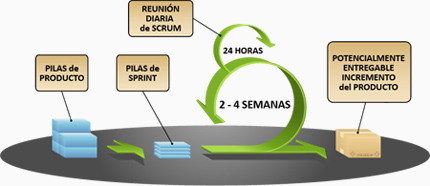 REUNIÓN
DIARIA
de SCRUM
24 HORAS
PILAS de
PRODUCTO
PILAS de
SPRINT
2 - 4 SEMANAS
POTENCIALMENTE
ENTREGABLE
INCREMENTO
del PRODUCTO